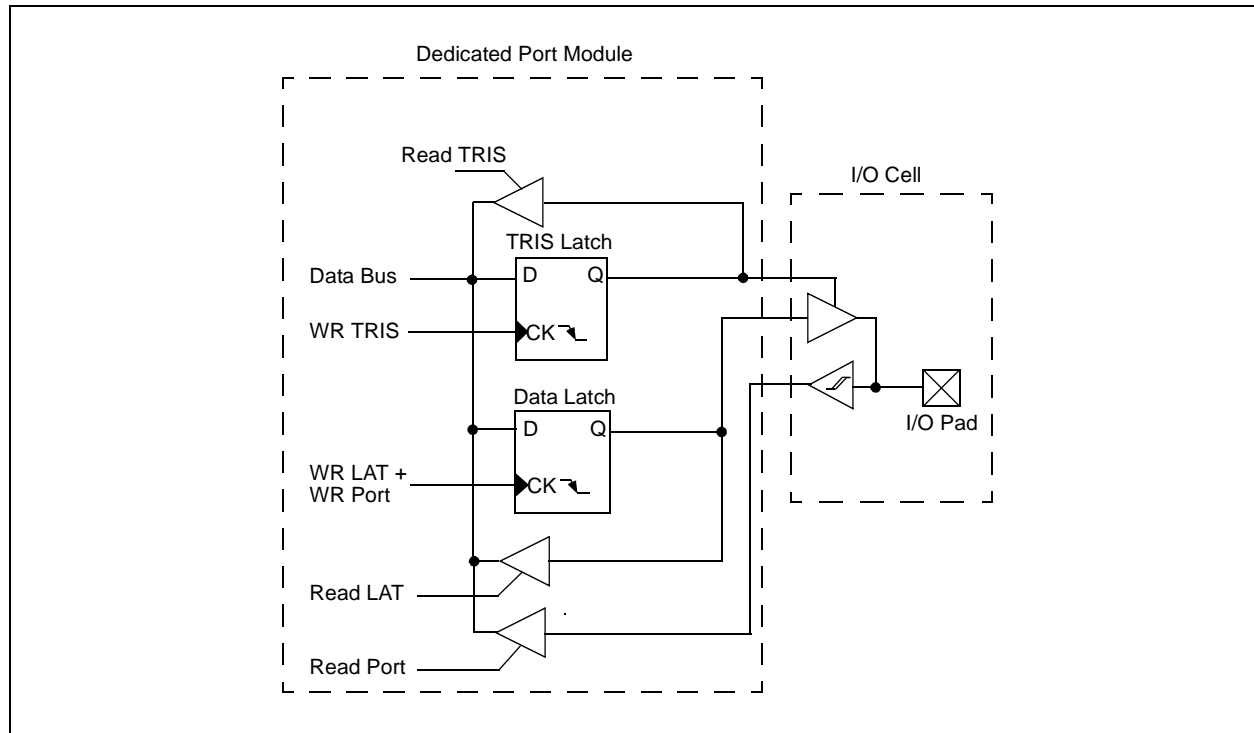 Dedicated Port Module
Read TRIS
I/O Cell
TRIS Latch
Data Bus
D
Q
WR TRIS
CK
Data Latch
D
Q
I/O Pad
WR LAT +
WR Port
CK
Read LAT
Read Port